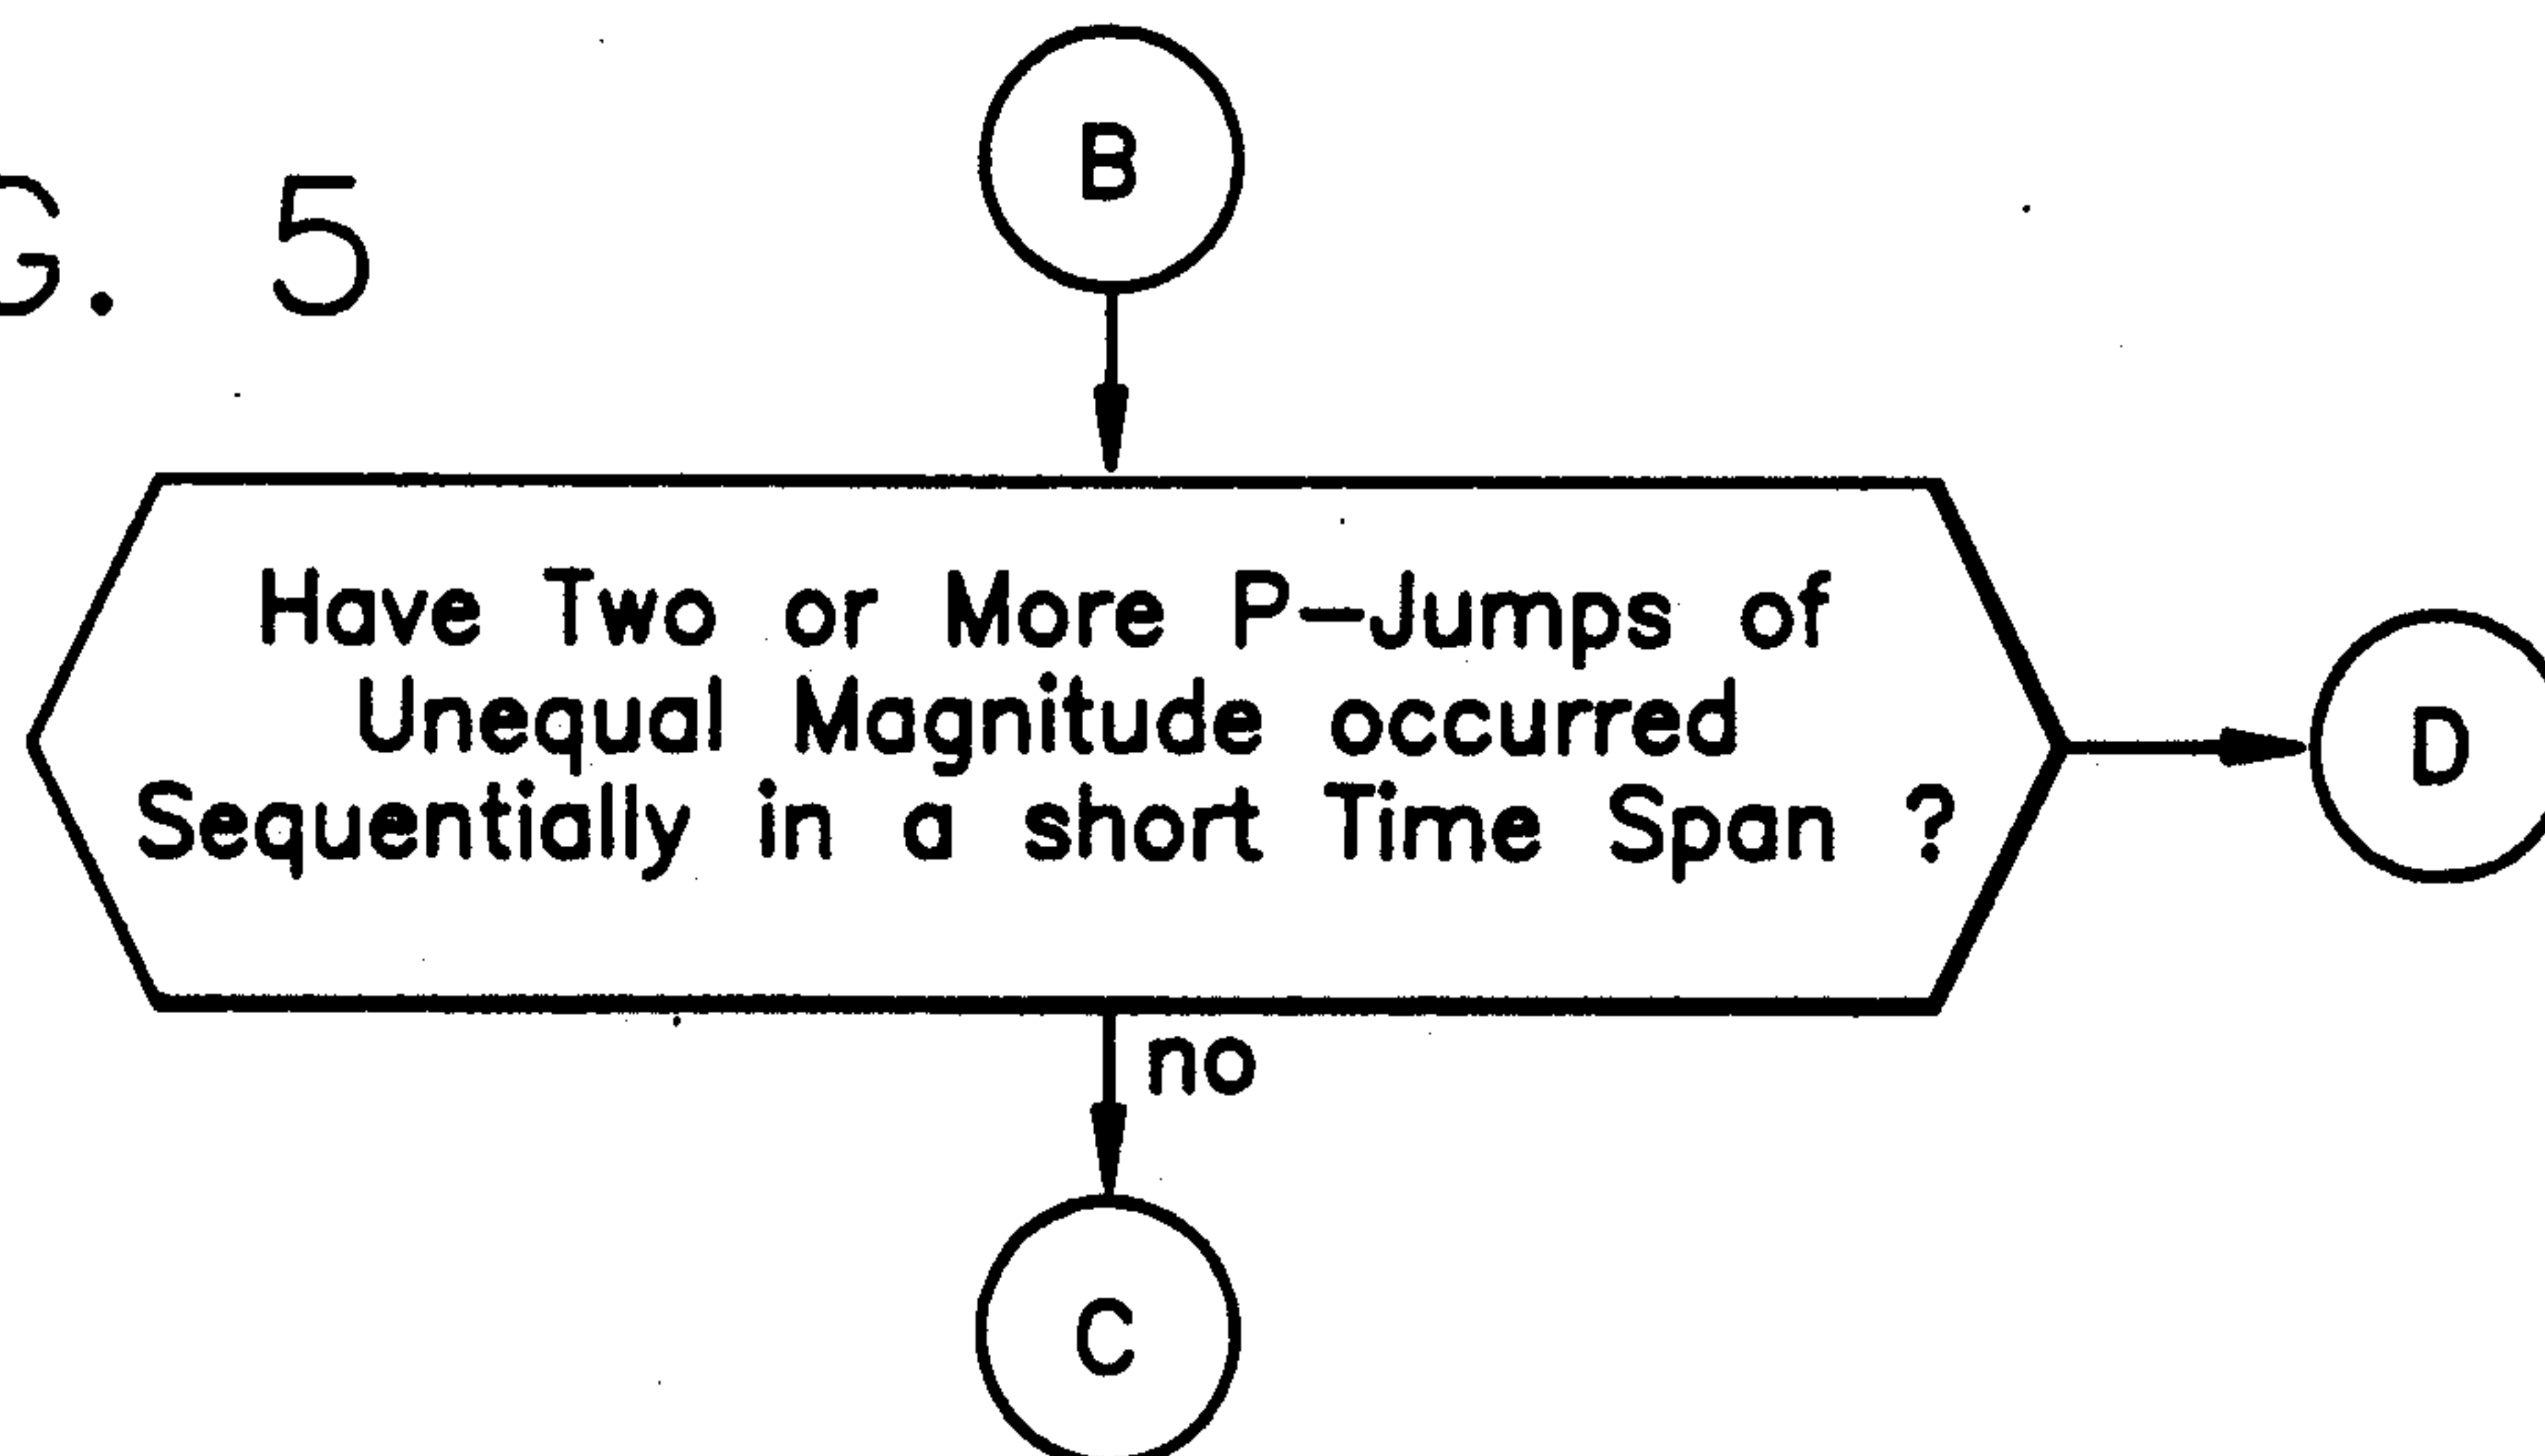 B
G. 5
Have Two or More P-Jumps of
Unequal Magnitude occurred
Sequentially in a short Time Span ?
D
no
C